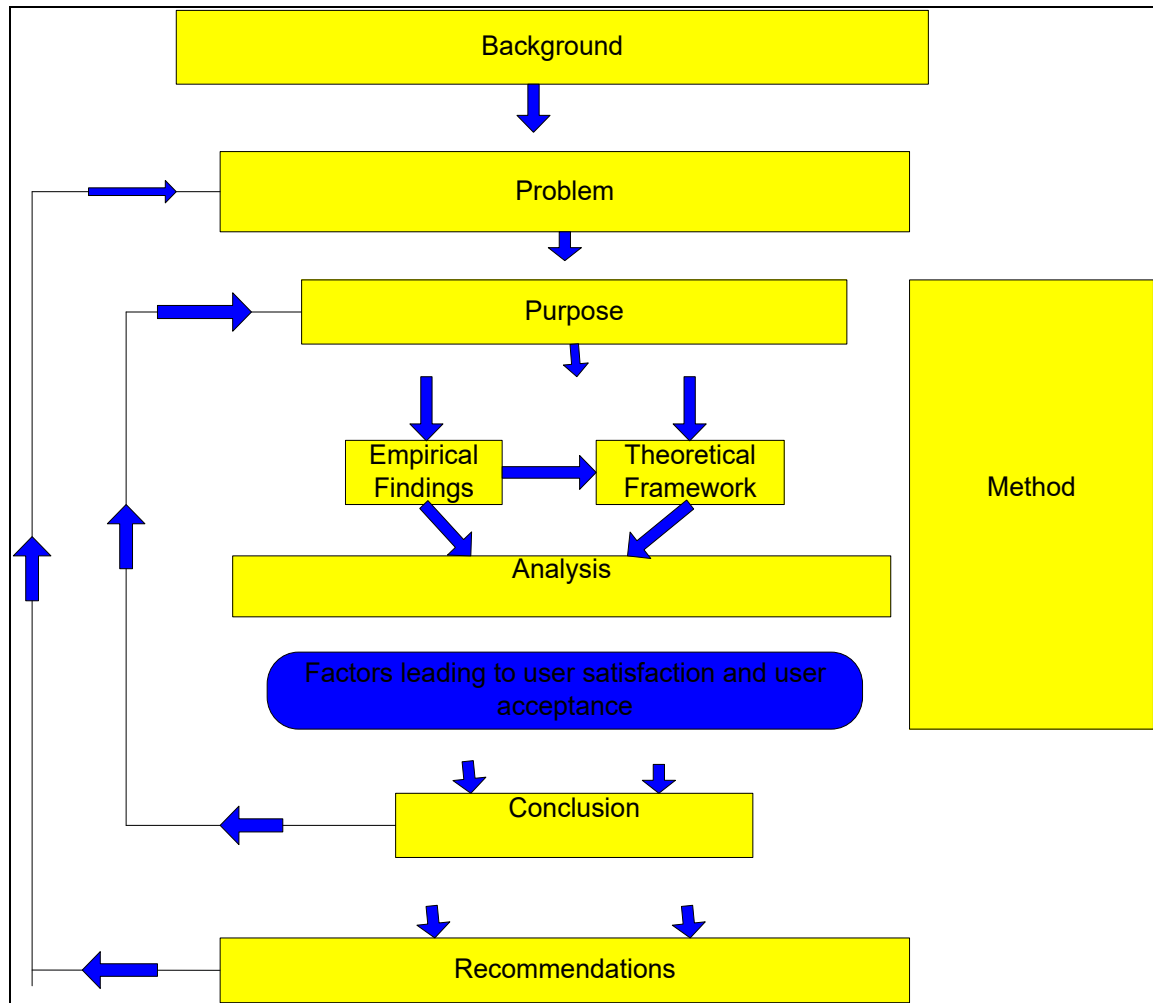 Background
Problem
Purpose
Empirical
Findings
Theoretical
Framework
Method
Analysis
Factors leading to user satisfaction and user
acceptance
Conclusion
Recommendations